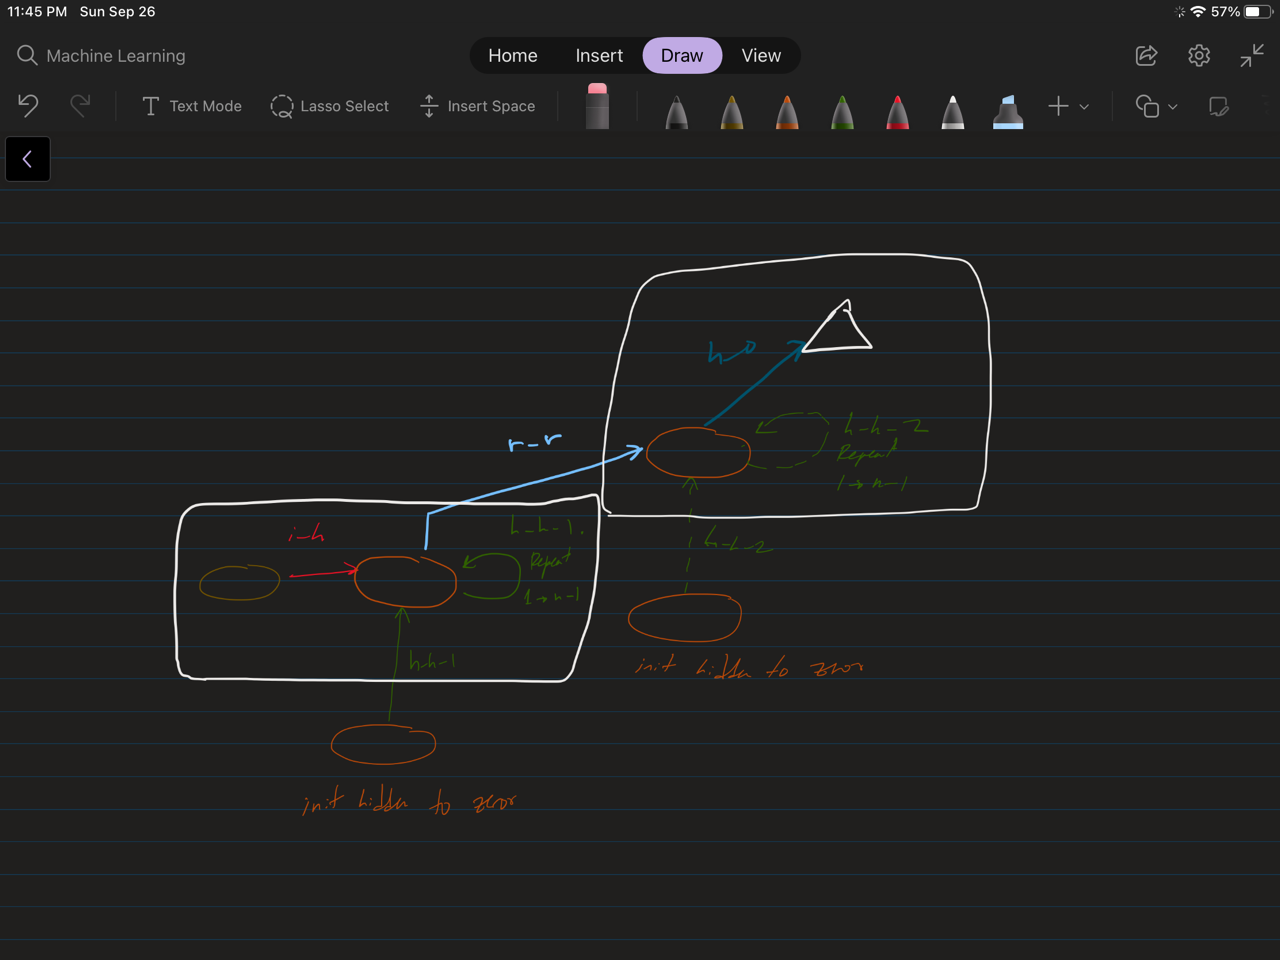 11:45 PM Sun Sep 26
57%
Machine Learning
Home Insert Draw View
Text Mode Lasso Select Insert Space
h-o
h-h-2
Repeat
1→n-1
r-r
h-h-1.
i-h
Repeat
1→n-1
h-h-2
h-h-1
init hidden to zero
init hidden to zero